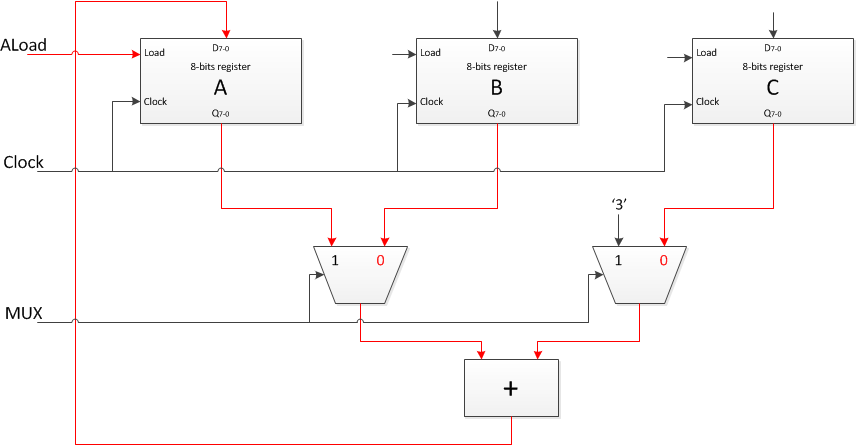 ALoad
Load
D7-0
8-bits register
A
Clock
Q7-0
Load
D7-0
8-bits register
B
Clock
Q7-0
Load
D7-0
8-bits register
C
Clock
Q7-0
Clock
‘3’
1 0
1 0
MUX
+